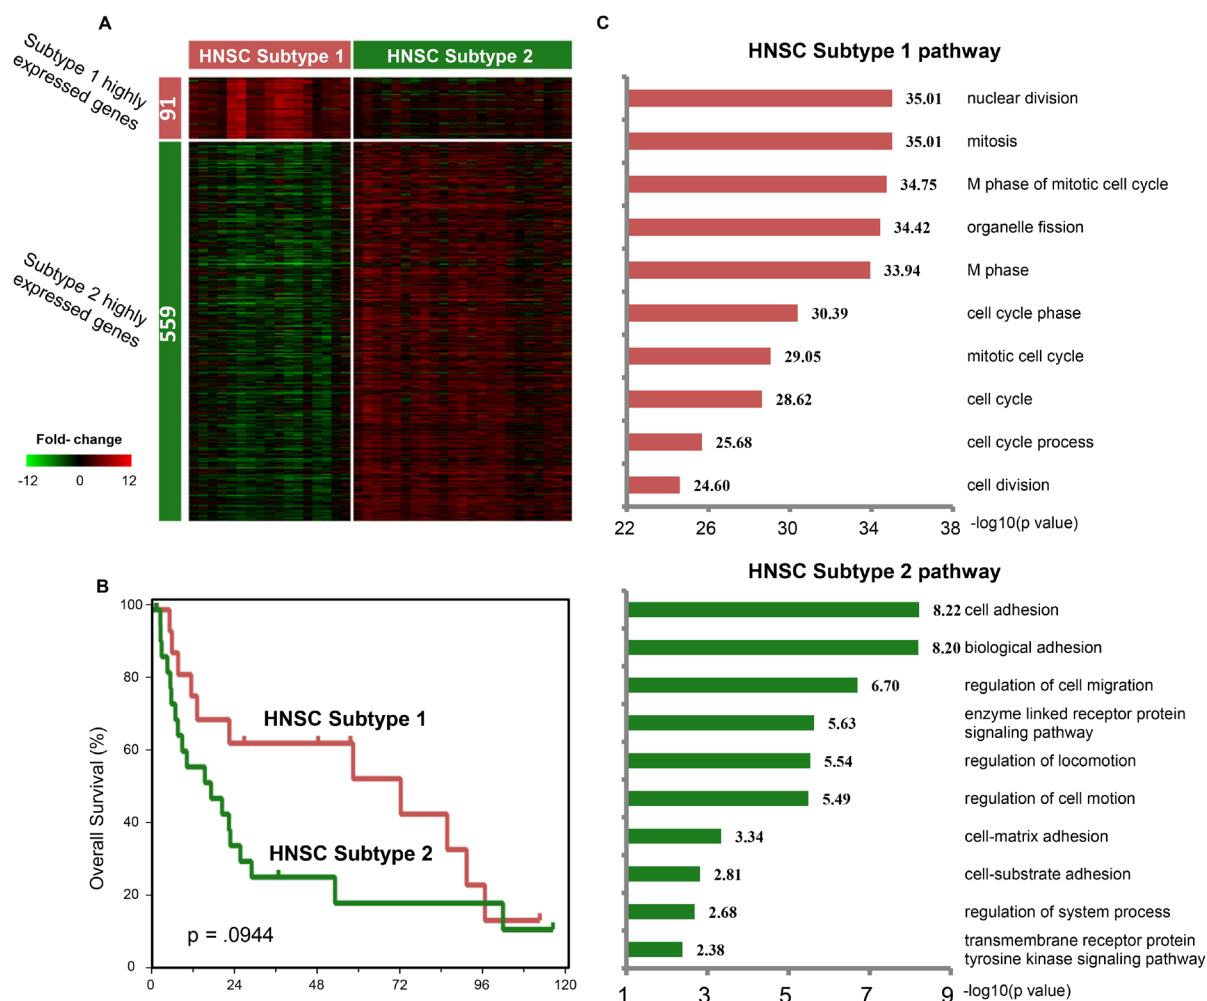 A
HNSC Subtype 1
HNSC Subtype 2
Subtype 1 highly
expressed genes
91
Subtype 2 highly
expressed genes
559
Fold- change
-12 0 12
B
Overall Survival (%)
100
80
60
40
20
0
HNSC Subtype 1
HNSC Subtype 2
p = .0944
0 24 48 72 96 120
C
HNSC Subtype 1 pathway
35.01 nuclear division
35.01 mitosis
34.75 M phase of mitotic cell cycle
34.42 organelle fission
33.94 M phase
30.39 cell cycle phase
29.05 mitotic cell cycle
28.62 cell cycle
25.68 cell cycle process
24.60 cell division
22 26 30 34 38 -log10(p value)
HNSC Subtype 2 pathway
8.22 cell adhesion
8.20 biological adhesion
6.70 regulation of cell migration
5.63 enzyme linked receptor protein
signaling pathway
5.54 regulation of locomotion
5.49 regulation of cell motion
3.34 cell-matrix adhesion
2.81 cell-substrate adhesion
2.68 regulation of system process
2.38 transmembrane receptor protein
tyrosine kinase signaling pathway
1 3 5 7 9 -log10(p value)